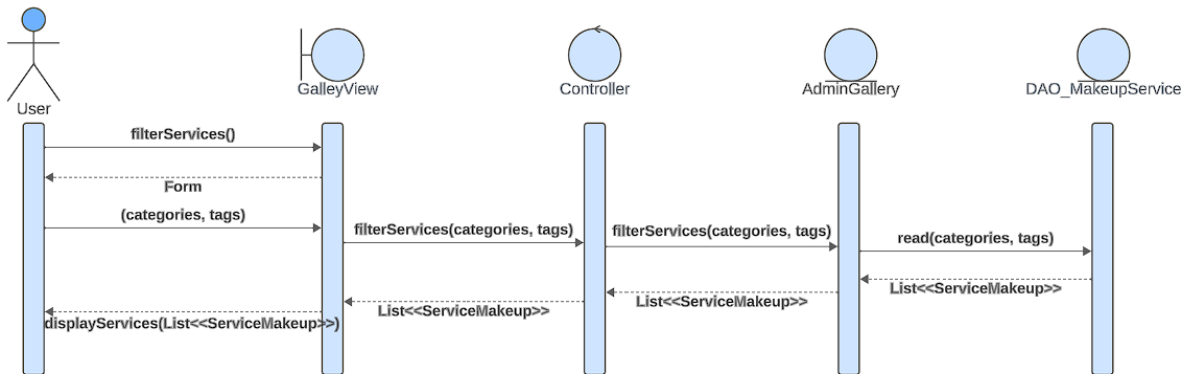 User
GalleyView
Controller
AdminGallery
DAO_MakeupService
filterServices()
Form
(categories, tags)
filterServices(categories, tags)
filterServices(categories, tags)
read(categories, tags)
List<<ServiceMakeup>>
List<<ServiceMakeup>>
List<<ServiceMakeup>>
displayServices(List<<ServiceMakeup>>)